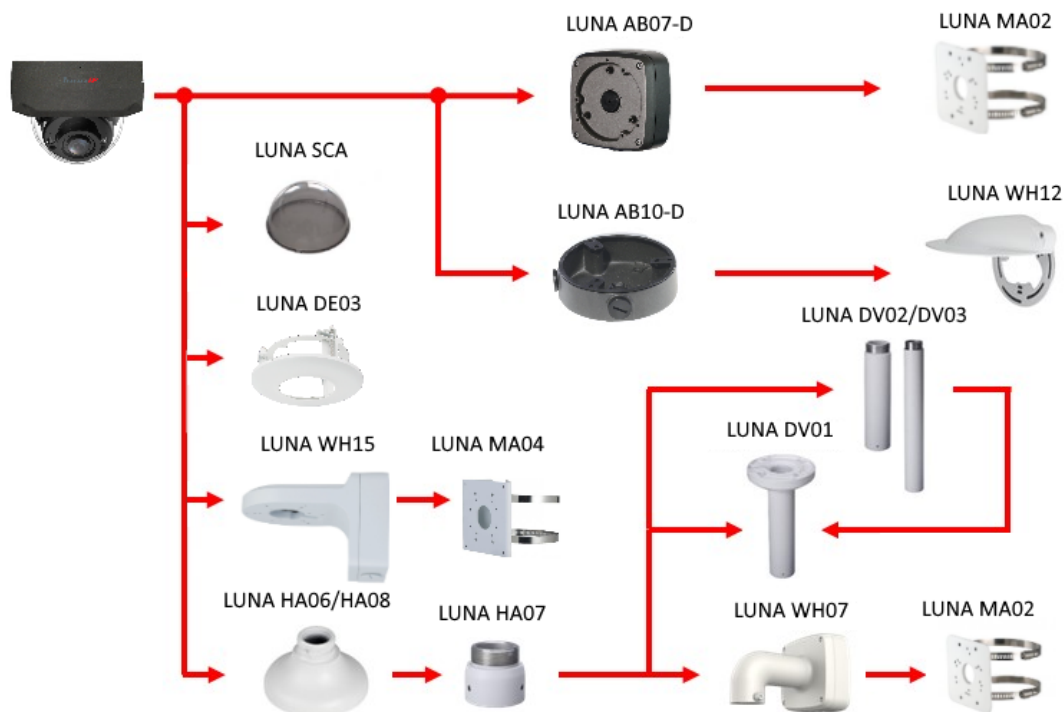 LUNA AB07-D
LUNA MA02
LUNA SCA
LUNA AB10-D
LUNA WH12
LUNA DE03
LUNA DV02/DV03
LUNA WH15
LUNA MA04
LUNA DV01
LUNA HA06/HA08
LUNA HA07
LUNA WH07
LUNA MA02